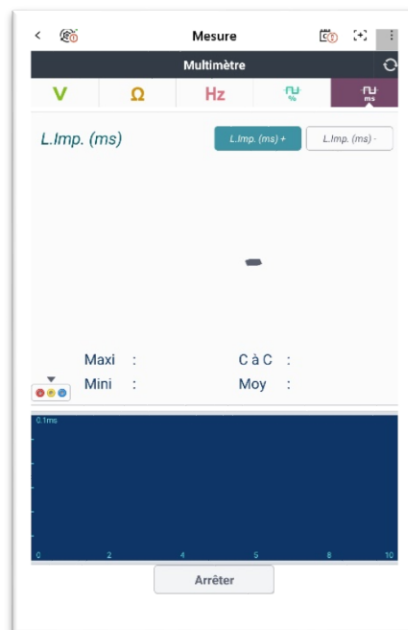 Mesure
Multimètre
V Ω Hz % ms
L.Imp. (ms) L.Imp. (ms) + L.Imp. (ms) -
-
Maxi : C à C :
Mini : Moy :
0.1ms
0 2 4 5 8 10
Arrêter